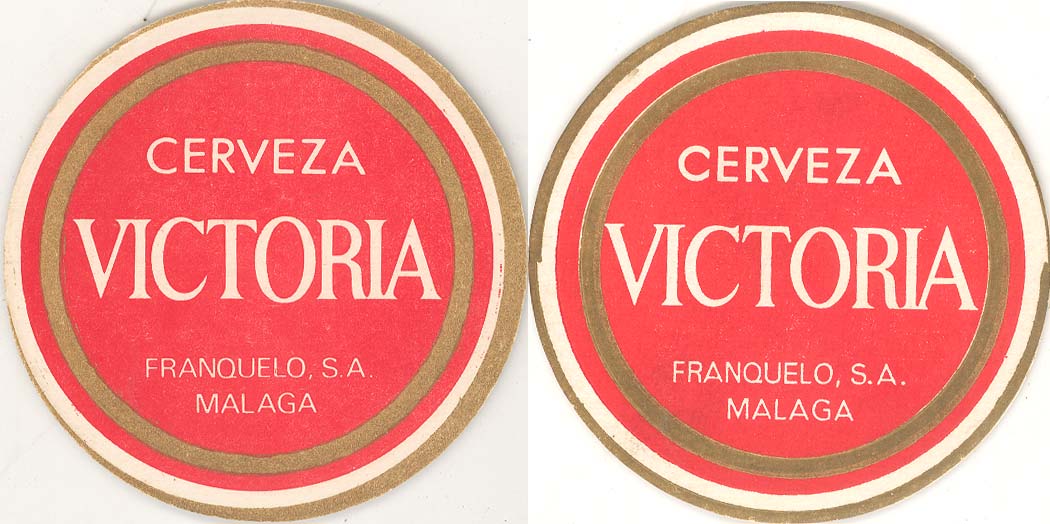 CERVEZA
VICTORIA
FRANQUELO, S.A.
MALAGA
CERVEZA
VICTORIA
FRANQUELO, S.A.
MALAGA